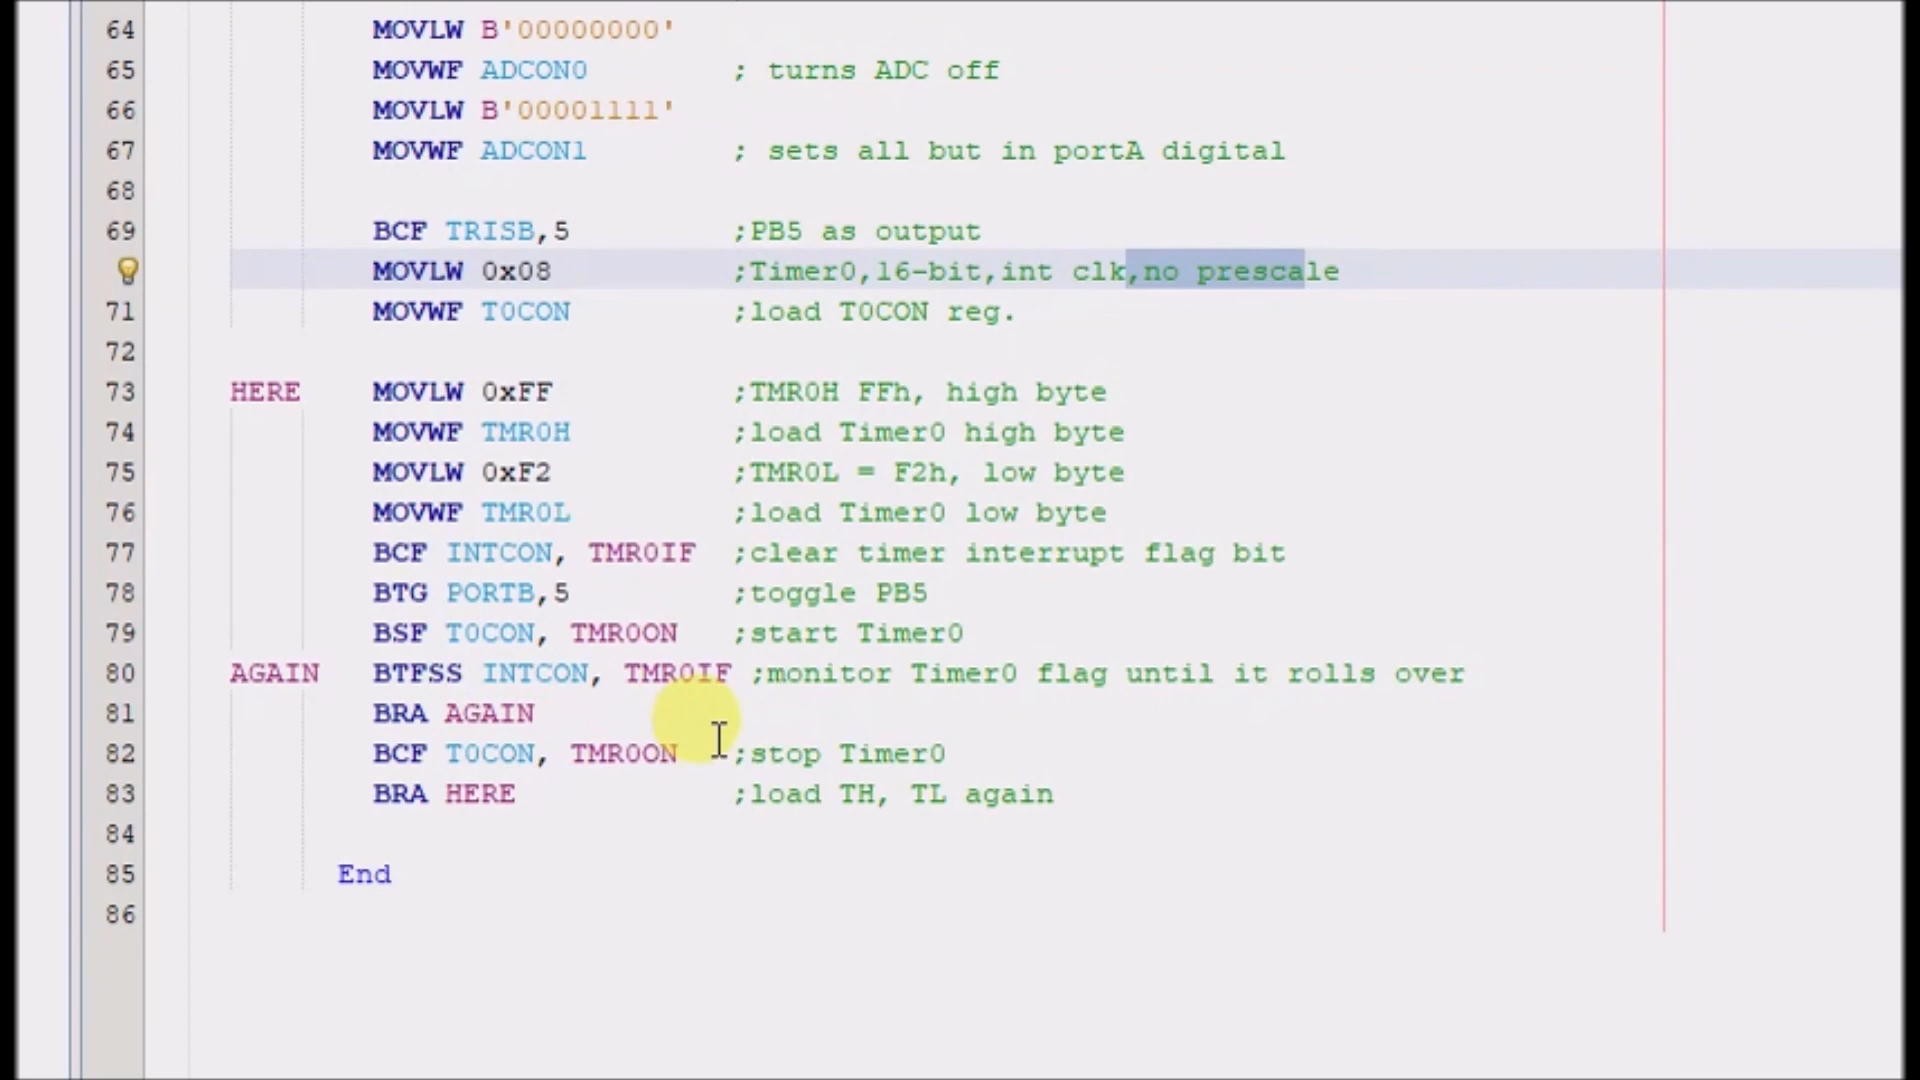 64 MOVLW B'00000000'
65 MOVWF ADCON0 ; turns ADC off
66 MOVLW B'00001111'
67 MOVWF ADCON1 ; sets all but in portA digital
68
69 BCF TRISB,5 ;PB5 as output
MOVLW 0x08 ;Timer0,16-bit,int clk,no prescale
71 MOVWF T0CON ;load T0CON reg.
72
73 HERE MOVLW 0xFF ;TMR0H FFh, high byte
74 MOVWF TMR0H ;load Timer0 high byte
75 MOVLW 0xF2 ;TMR0L = F2h, low byte
76 MOVWF TMR0L ;load Timer0 low byte
77 BCF INTCON, TMR0IF ;clear timer interrupt flag bit
78 BTG PORTB,5 ;toggle PB5
79 BSF T0CON, TMR0ON ;start Timer0
80 AGAIN BTFSS INTCON, TMR0IF ;monitor Timer0 flag until it rolls over
81 BRA AGAIN
82 BCF T0CON, TMR0ON ;stop Timer0
83 BRA HERE ;load TH, TL again
84
85 End
86